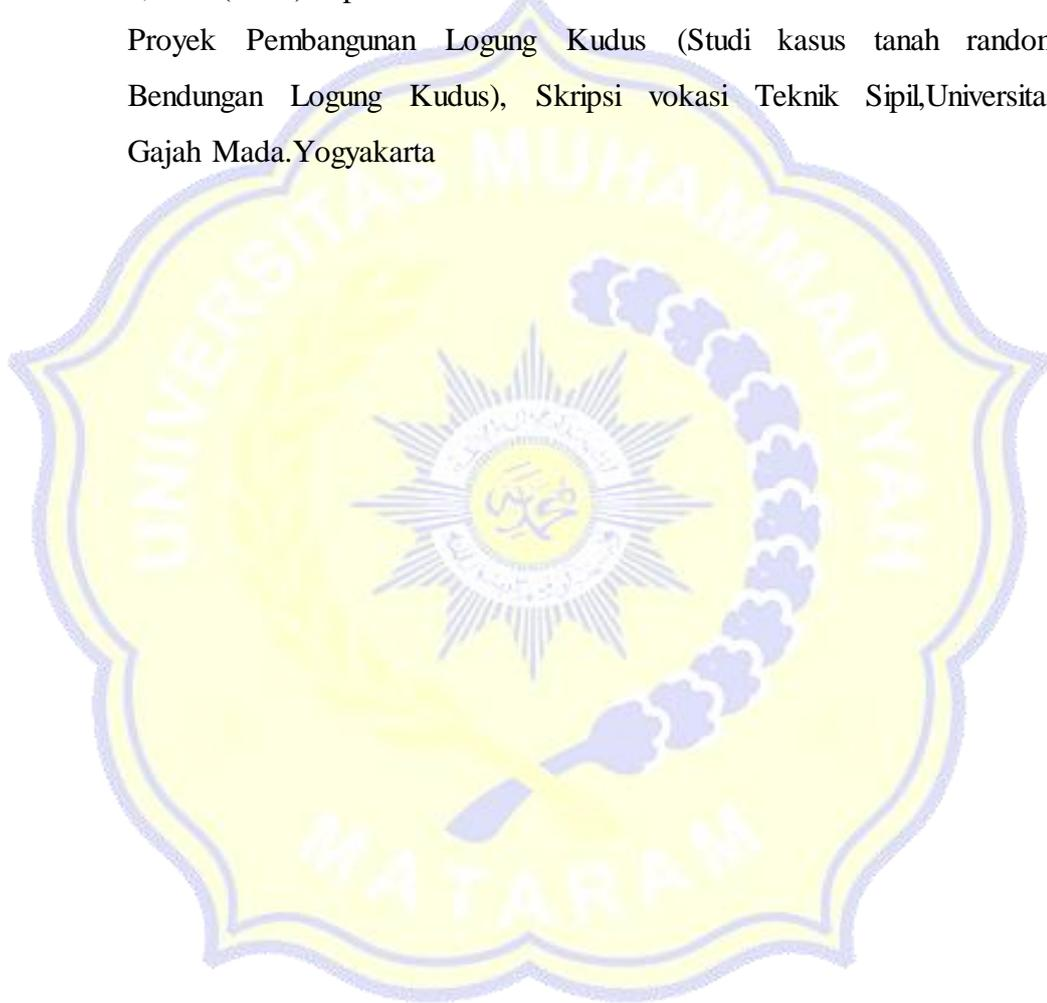 Proyek Pembangunan Logung Kudus (Studi kasus tanah random
Bendungan Logung Kudus), Skripsi vokasi Teknik Sipil,Universita
Gajah Mada.Yogyakarta
UNIVERSITAS MUHAMMADIYAH
MATARAM